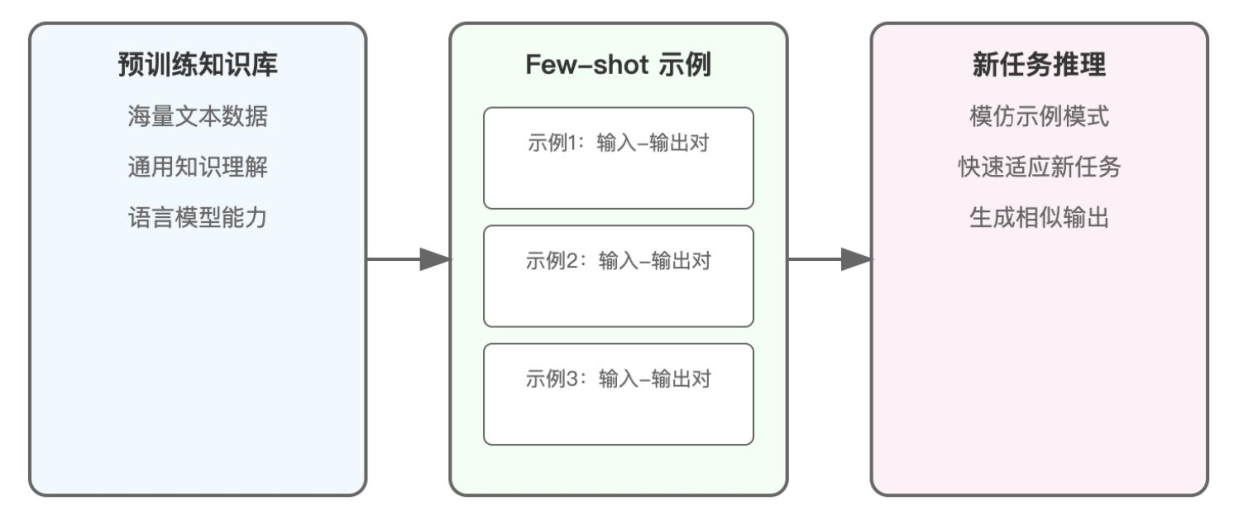 预训练知识库
海量文本数据
通用知识理解
语言模型能力
Few-shot 示例
示例1：输入-输出对
示例2：输入-输出对
示例3：输入-输出对
新任务推理
模仿示例模式
快速适应新任务
生成相似输出